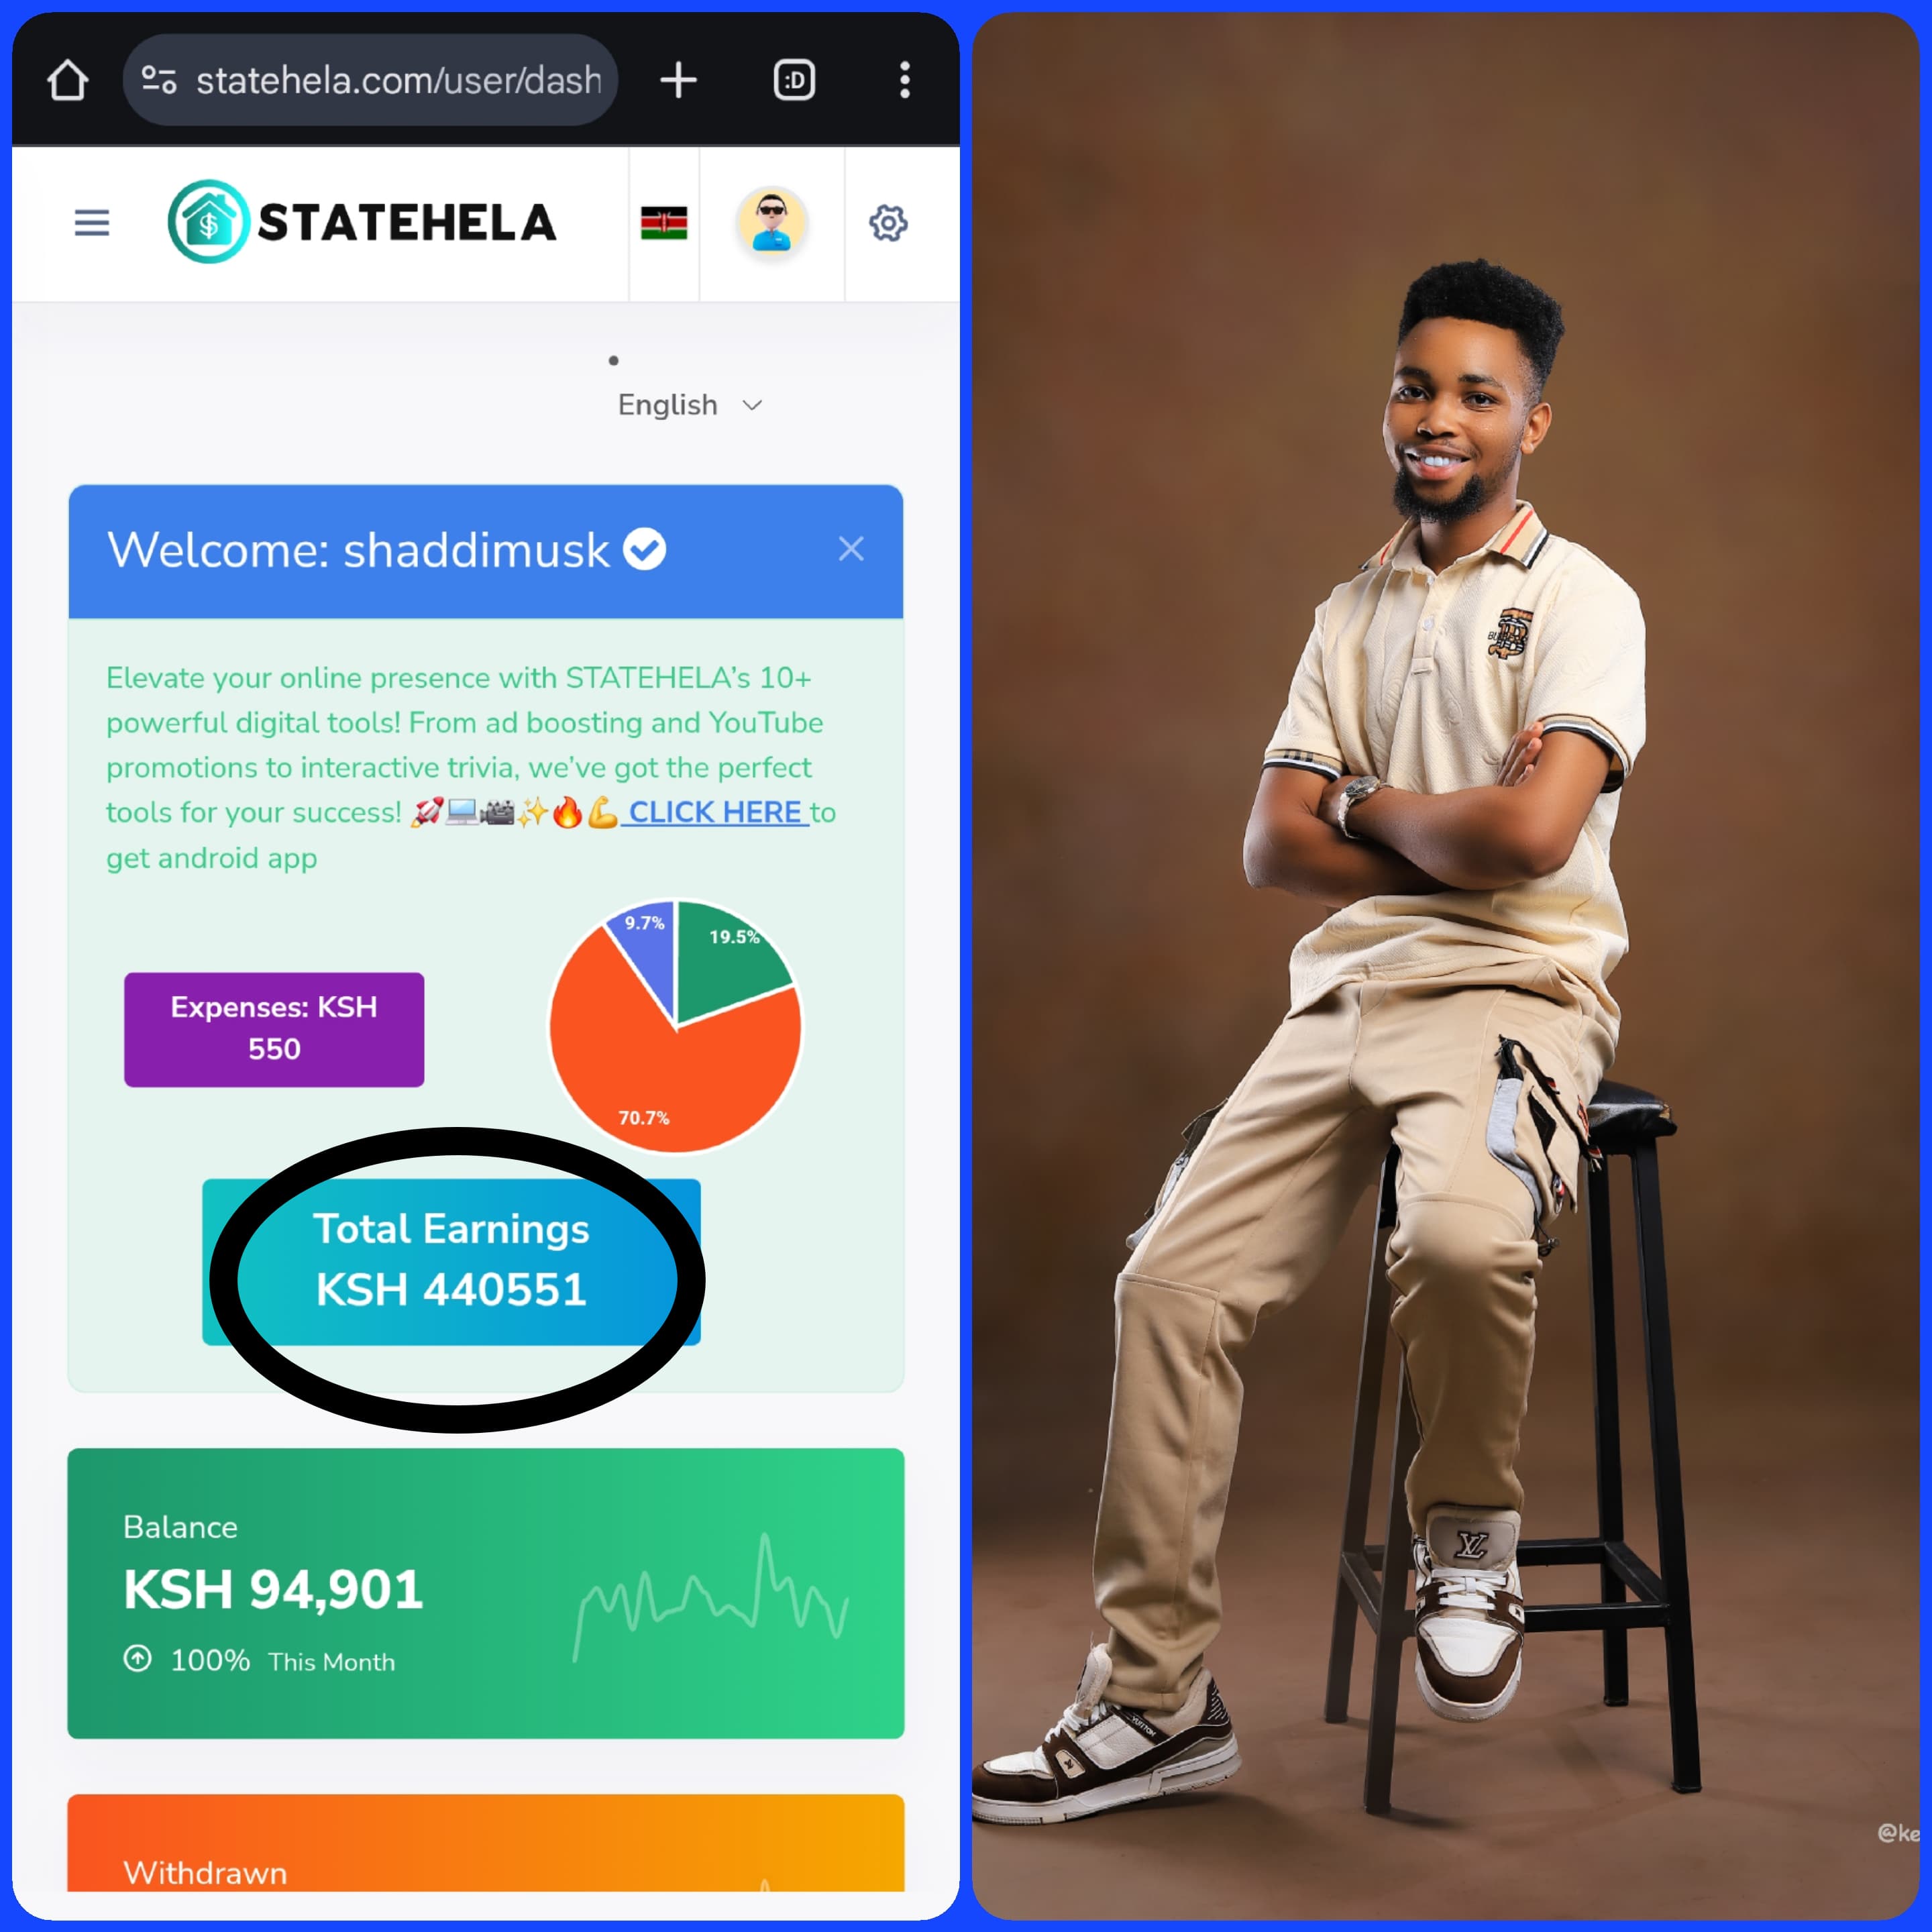 statehela.com/user/dash
:D
STATEHELA
English
Welcome: shaddimusk
Elevate your online presence with STATEHELA’s 10+
powerful digital tools! From ad boosting and YouTube
promotions to interactive trivia, we’ve got the perfect
tools for your success! 🚀💻📽✨🔥💪 CLICK HERE to
get android app
9.7%
19.5%
Expenses: KSH
550
70.7%
Total Earnings
KSH 440551
Balance
KSH 94,901
100% This Month
Withdrawn
LV
@ke